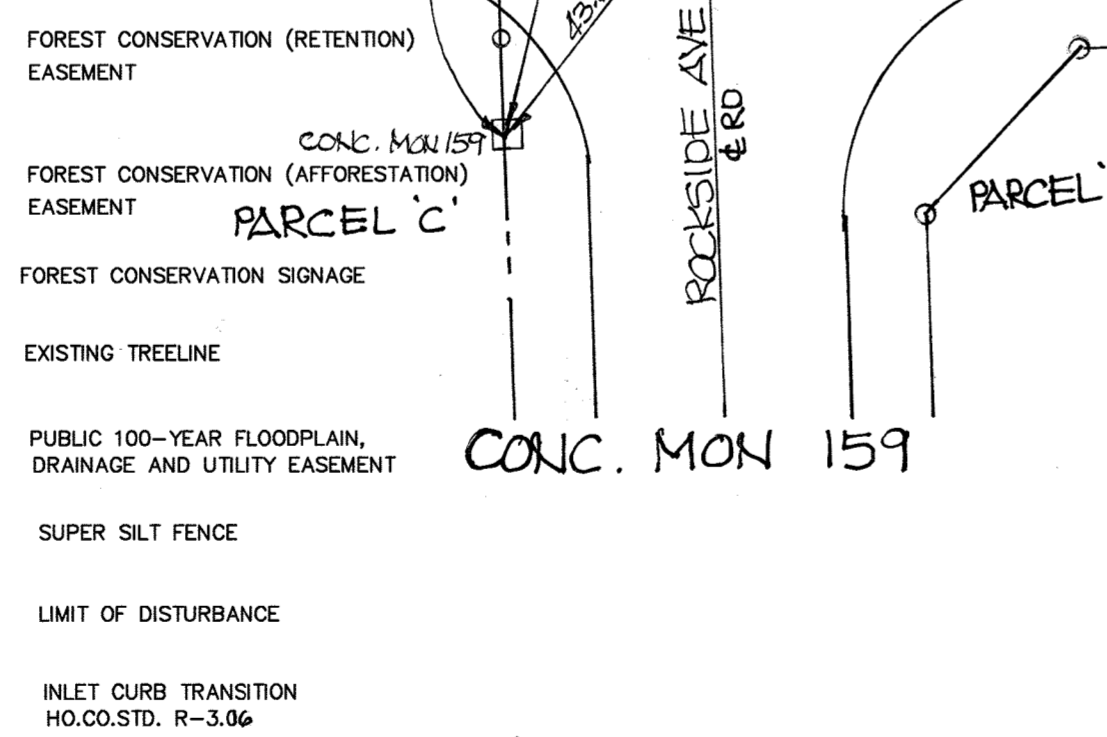 FOREST CONSERVATION (RETENTION)
EASEMENT
CONC. MON 159
FOREST CONSERVATION (AFFORESTATION)
EASEMENT
PARCEL 'C'
ROCKSIDE AVE
℄ RD
PARCEL '
FOREST CONSERVATION SIGNAGE
EXISTING TREELINE
PUBLIC 100-YEAR FLOODPLAIN,
DRAINAGE AND UTILITY EASEMENT
CONC. MON 159
SUPER SILT FENCE
LIMIT OF DISTURBANCE
INLET CURB TRANSITION
HO.CO.STD. R-3.06